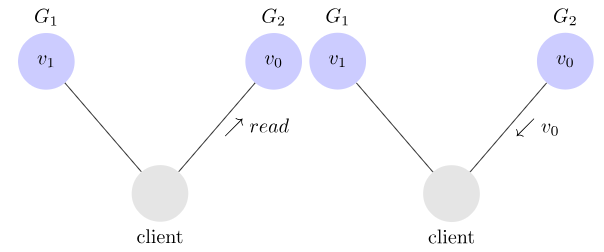 G₁ G₂ G₁ G₂
v₁ v₀ v₁ v₀
read v₀
client client